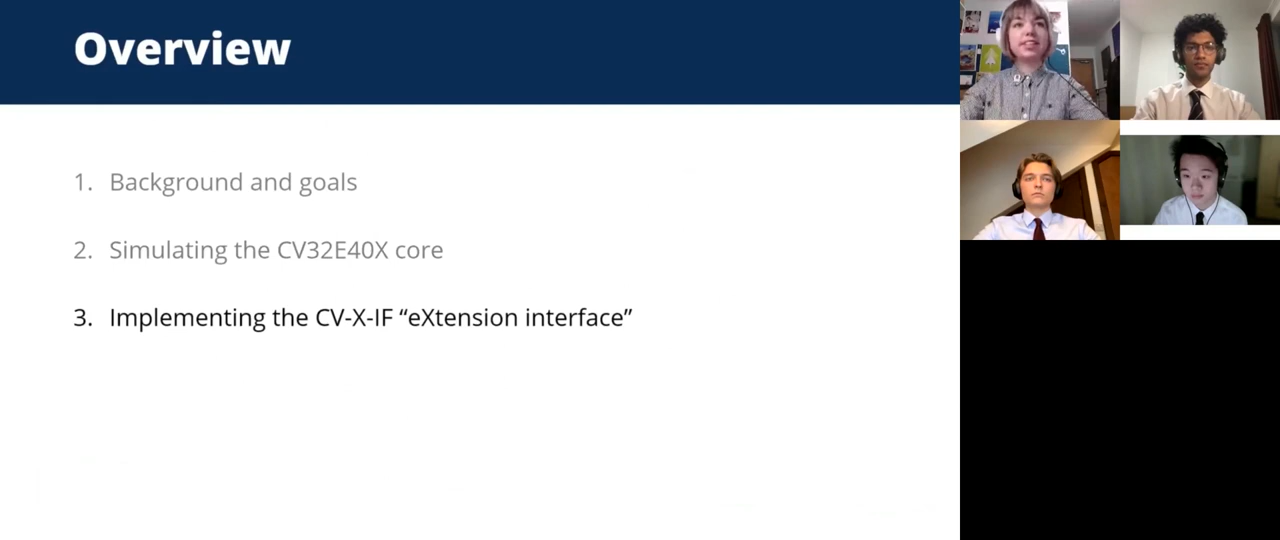 Overview
1. Background and goals
2. Simulating the CV32E40X core
3. Implementing the CV-X-IF “eXtension interface”